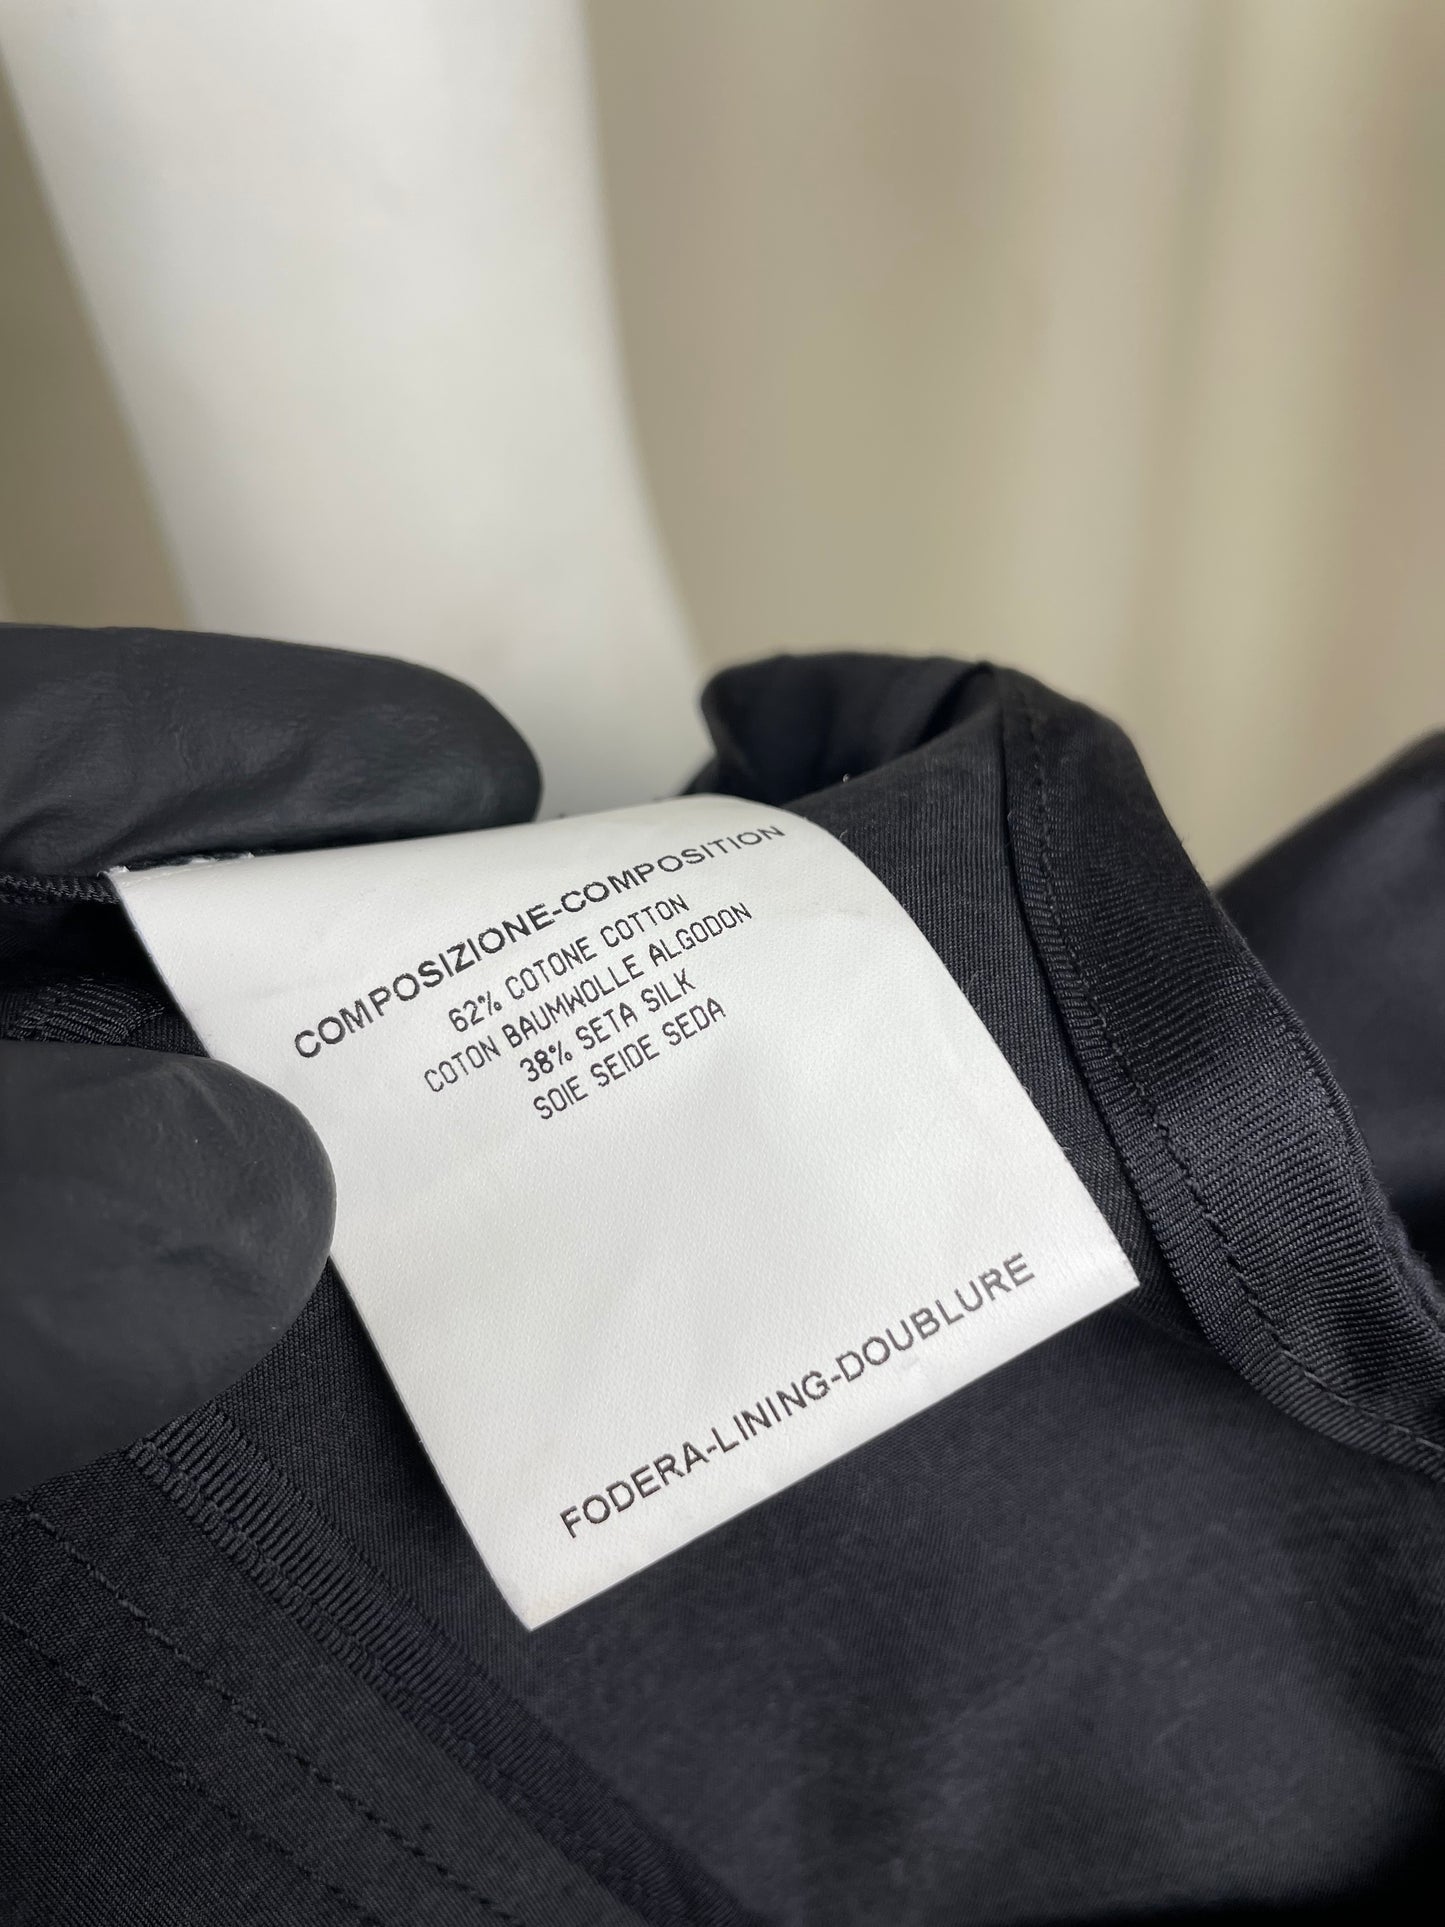 COMPOSIZIONE-COMPOSITION
62% COTONE COTTON
COTON BAUMWOLLE ALGODON
38% SETA SILK
SOIE SEIDE SEDA
FODERA-LINING-DOUBLURE